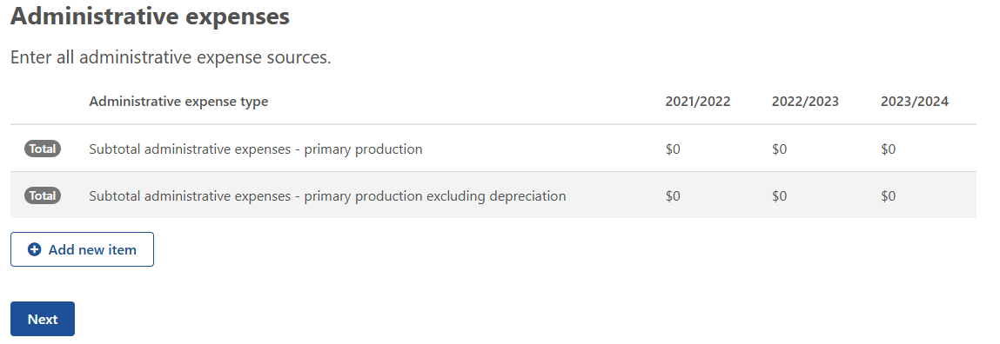 Administrative expenses
Enter all administrative expense sources.
Administrative expense type 2021/2022 2022/2023 2023/2024
Total Subtotal administrative expenses - primary production $0 $0 $0
Total Subtotal administrative expenses - primary production excluding depreciation $0 $0 $0
Add new item
Next